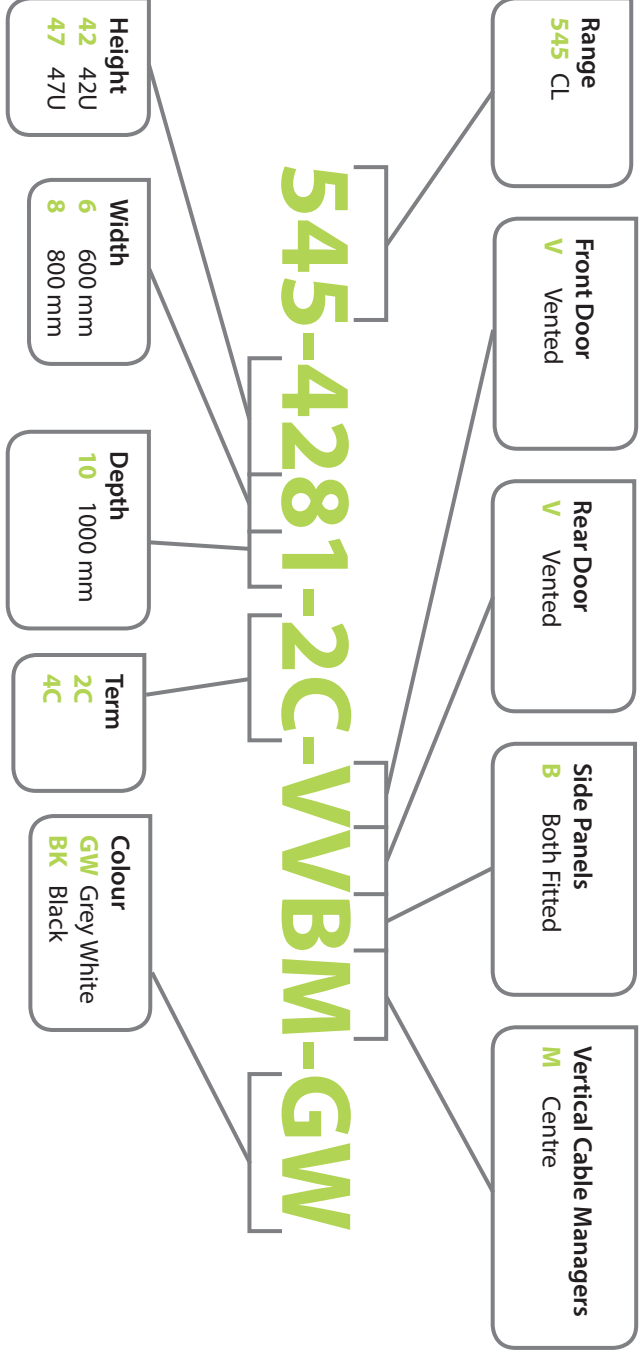 Range
545 CL
Front Door
V Vented
Rear Door
V Vented
Side Panels
B Both Fitted
Vertical Cable Managers
M Centre
545-4281-2C-VVBM-GW
Height
42 42U
47 47U
Width
6 600 mm
8 800 mm
Depth
10 1000 mm
Term
2C
4C
Colour
GW Grey White
BK Black